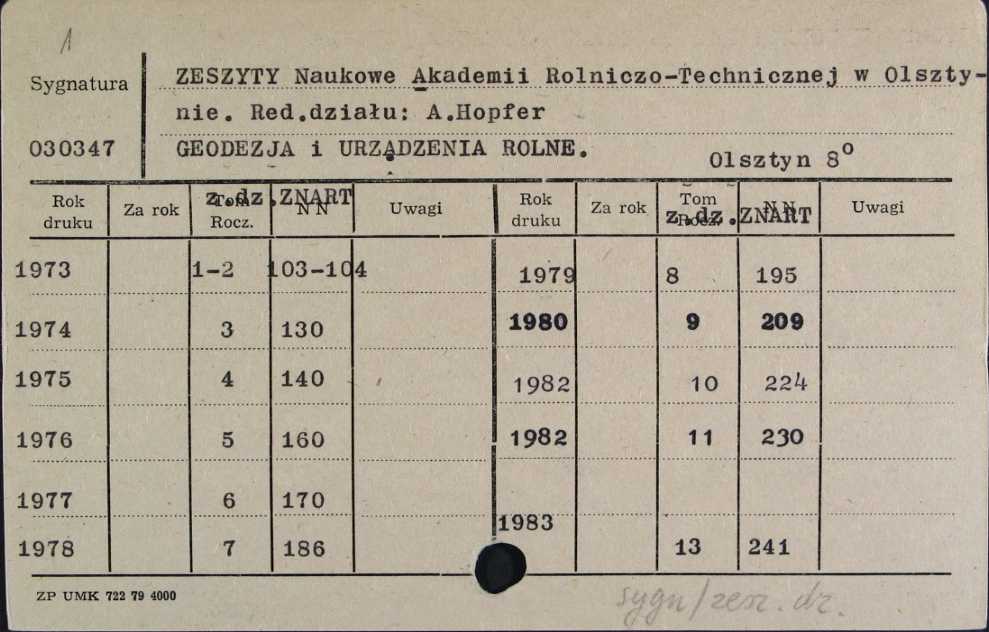 1
Sygnatura
030347
ZESZYTY Naukowe Akademii Rolniczo-Technicznej w Olszty-
nie. Red.działu: A.Hopfer
GEODEZJA i URZĄDZENIA ROLNE.
Olsztyn 8°
Rok druku Za rok Tom Rocz. N N Uwagi Rok druku Za rok Tom Rocz. N N Uwagi
z.dz.ZNART z.dz.ZNART
1973 1-2 103-104 1979 8 195
1974 3 130 1980 9 209
1975 4 140 1982 10 224
1976 5 160 1982 11 230
1977 6 170
1983
1978 7 186 13 241
ZP UMK 722 79 4000
sygn/zesz. dz.